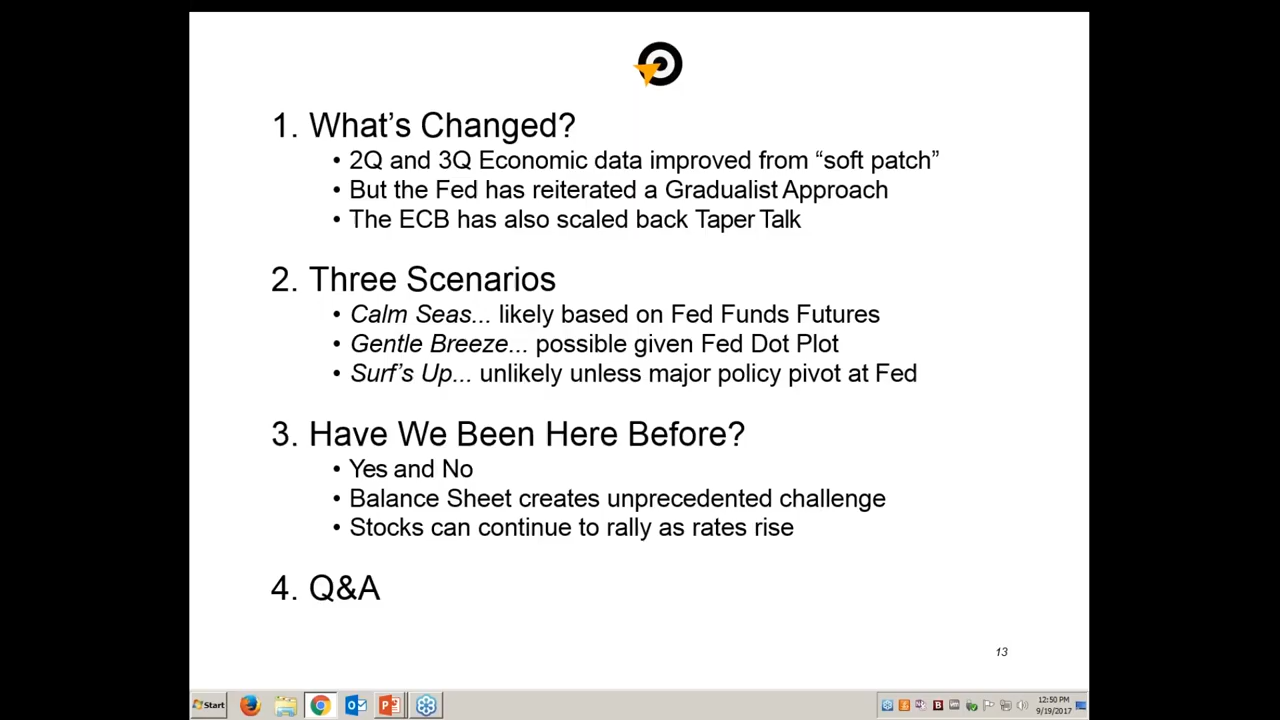 1. What's Changed?
• 2Q and 3Q Economic data improved from “soft patch”
• But the Fed has reiterated a Gradualist Approach
• The ECB has also scaled back Taper Talk
2. Three Scenarios
• Calm Seas... likely based on Fed Funds Futures
• Gentle Breeze... possible given Fed Dot Plot
• Surf's Up... unlikely unless major policy pivot at Fed
3. Have We Been Here Before?
• Yes and No
• Balance Sheet creates unprecedented challenge
• Stocks can continue to rally as rates rise
4. Q&A
13
Start
12:50 PM
9/19/2017